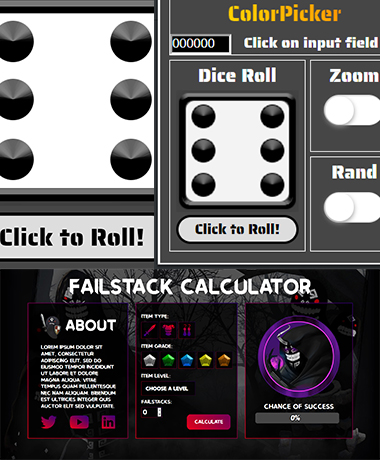 ColorPicker
000000 Click on input field
Dice Roll
Zoom
Rand
Click to Roll!
Click to Roll!
FAILSTACK CALCULATOR
ABOUT
LOREM IPSUM DOLOR SIT
AMET, CONSECTETUR
ADIPISCING ELIT, SED DO
EIUSMOD TEMPOR INCIDIDUNT
UT LABORE ET DOLORE
MAGNA ALIQUA. VITAE
TEMPUS QUAM PELLENTESQUE
NEC NAM ALIQUAM. BIBENDUM
EST ULTRICES INTEGER QUIS
AUCTOR ELIT SED VULPUTATE.
ITEM TYPE:
ITEM GRADE:
ITEM LEVEL:
CHOOSE A LEVEL
FAILSTACKS:
0
CALCULATE
CHANCE OF SUCCESS
0%